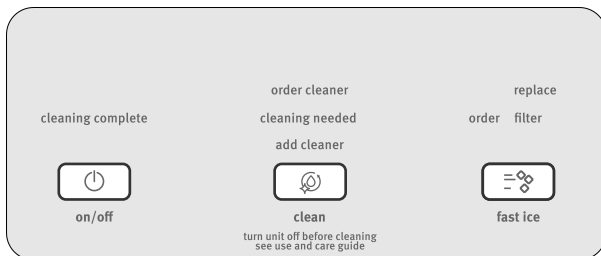 order cleaner
replace
cleaning complete
cleaning needed
order filter
add cleaner
on/off
clean
fast ice
turn unit off before cleaning
see use and care guide